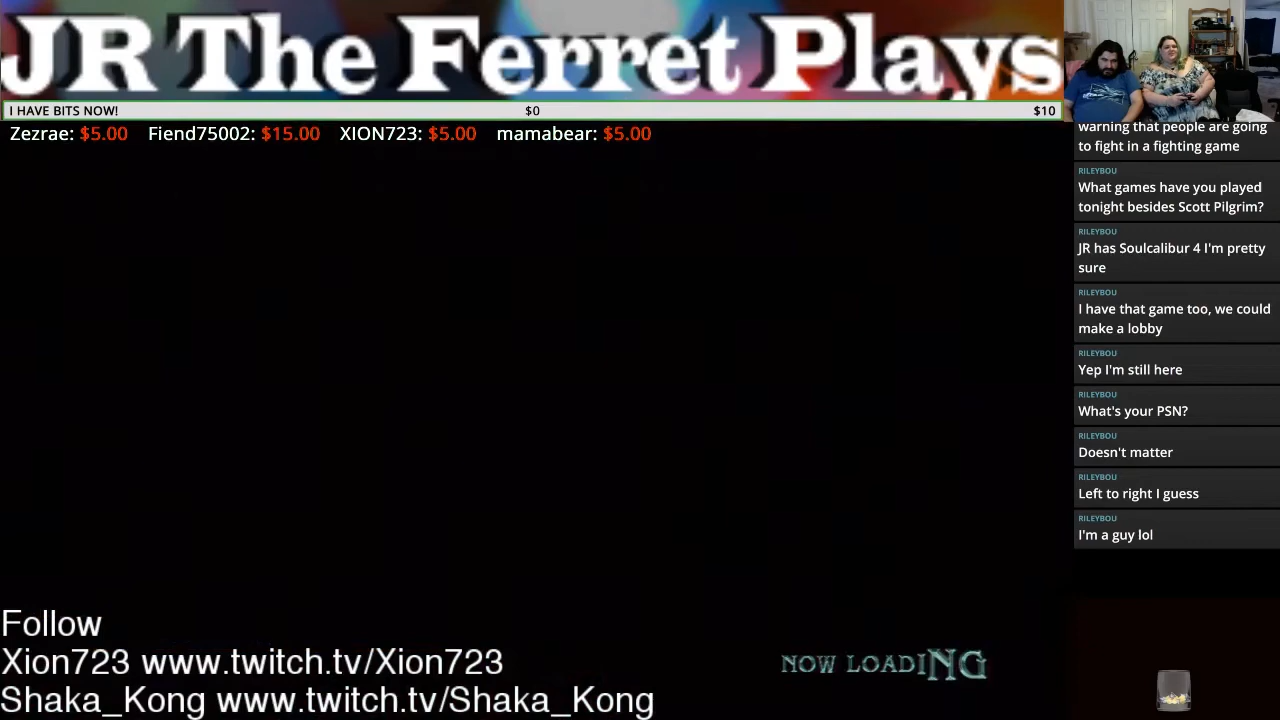 JR The Ferret Plays
I HAVE BITS NOW! $0 $10
Zezrae: $5.00 Fiend75002: $15.00 XION723: $5.00 mamabear: $5.00
warning that people are going
to fight in a fighting game
RILEYBOU
What games have you played
tonight besides Scott Pilgrim?
RILEYBOU
JR has Soulcalibur 4 I'm pretty
sure
RILEYBOU
I have that game too, we could
make a lobby
RILEYBOU
Yep I'm still here
RILEYBOU
What's your PSN?
RILEYBOU
Doesn't matter
RILEYBOU
Left to right I guess
RILEYBOU
I'm a guy lol
Follow
Xion723 www.twitch.tv/Xion723
Shaka_Kong www.twitch.tv/Shaka_Kong
NOW LOADING